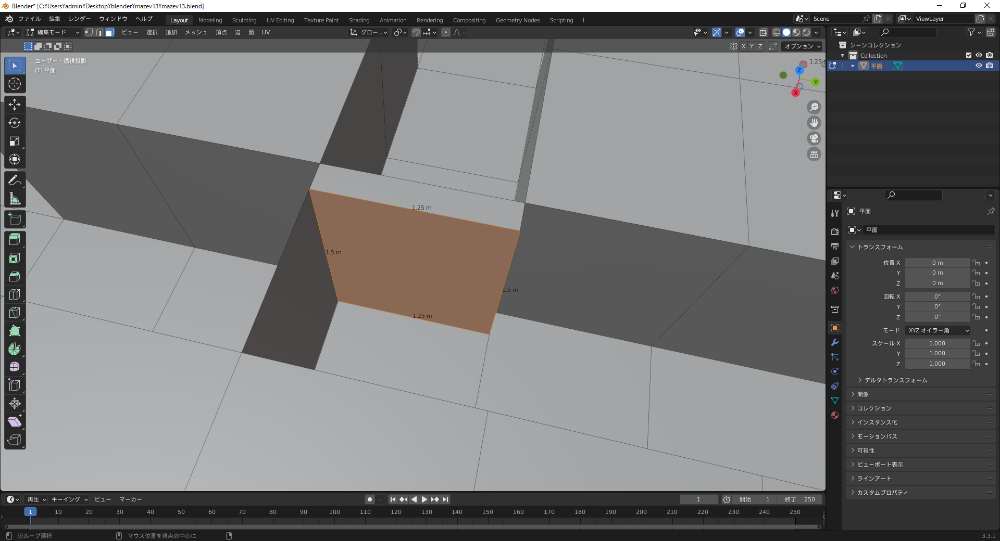 Blender* [C:¥Users¥admin¥Desktop¥blender¥mazev13¥mazev13.blend]
ファイル 編集 レンダー ウィンドウ ヘルプ Layout Modeling Sculpting UV Editing Texture Paint Shading Animation Rendering Compositing Geometry Nodes Scripting + Scene ViewLayer
編集モード ビュー 選択 追加 メッシュ 頂点 辺 面 UV グロー... 
X Y Z オプション
ユーザー・透視投影
(1) 平面
1.25
Z
Y
X
1.25 m
1.5 m
1.5 m
1.25 m
シーンコレクション
Collection
平面
平面
平面
トランスフォーム
位置 X 0 m
Y 0 m
Z 0 m
回転 X 0°
Y 0°
Z 0°
モード XYZ オイラー角
スケール X 1.000
Y 1.000
Z 1.000
デルタトランスフォーム
関係
コレクション
インスタンス化
モーションパス
可視性
ビューポート表示
ラインアート
カスタムプロパティ
再生 キーイング ビュー マーカー 1 開始 1 終了 250
1 10 20 30 40 50 60 70 80 90 100 110 120 130 140 150 160 170 180 190 200 210 220 230 240 250
辺ループ選択 マウス位置を視点の中心に 3.3.1